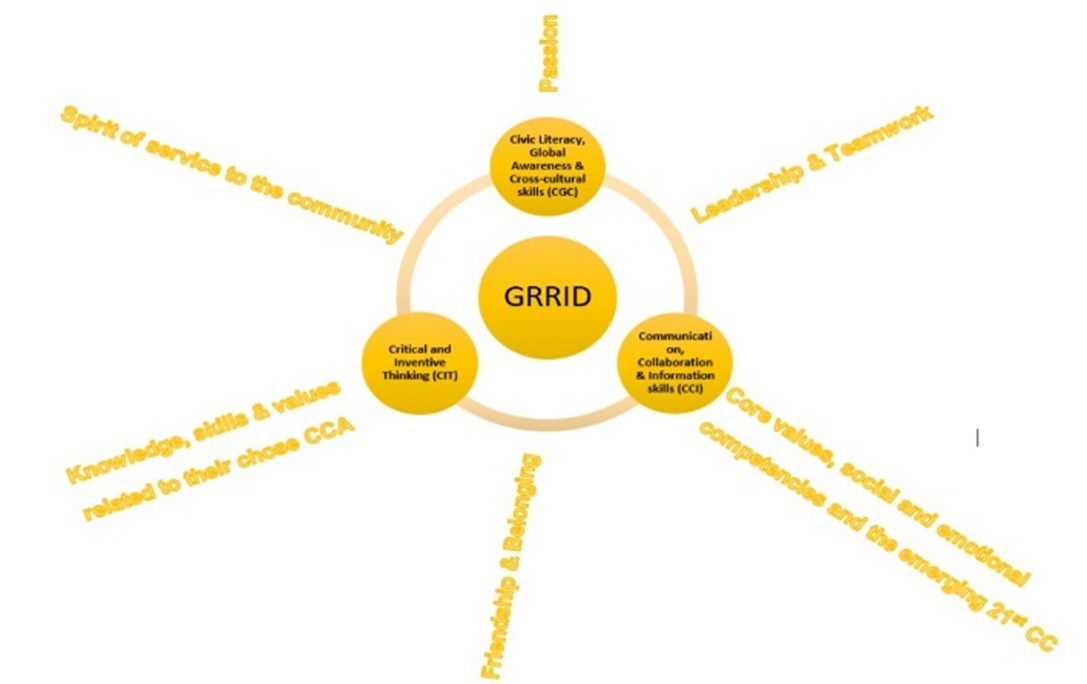 Passion
Spirit of service to the community
Leadership & Teamwork
Civic Literacy,
Global
Awareness &
Cross-cultural
skills (CGC)
GRRID
Critical and
Inventive
Thinking (CIT)
Communicati
on,
Collaboration
& Information
skills (CCI)
Knowledge, skills & values
related to their chose CCA
Friendship & Belonging
Core values, social and emotional
competencies and the emerging 21st CC